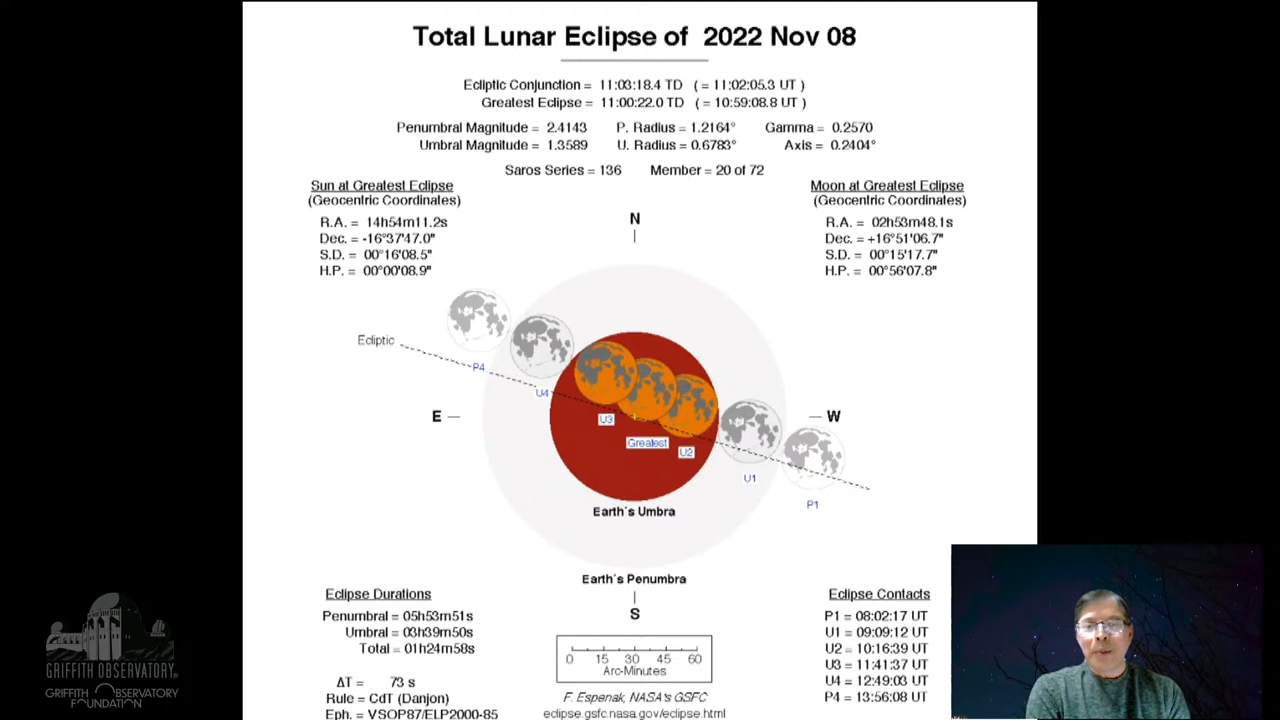 Total Lunar Eclipse of 2022 Nov 08
Ecliptic Conjunction = 11:03:18.4 TD ( = 11:02:05.3 UT )
Greatest Eclipse = 11:00:22.0 TD ( = 10:59:08.8 UT )
Penumbral Magnitude = 2.4143 P. Radius = 1.2164° Gamma = 0.2570
Umbral Magnitude = 1.3589 U. Radius = 0.6783° Axis = 0.2404°
Saros Series = 136 Member = 20 of 72
Sun at Greatest Eclipse
(Geocentric Coordinates)
R.A. = 14h54m11.2s
Dec. = -16°37'47.0"
S.D. = 00°16'08.5"
H.P. = 00°00'08.9"
Moon at Greatest Eclipse
(Geocentric Coordinates)
R.A. = 02h53m48.1s
Dec. = +16°51'06.7"
S.D. = 00°15'17.7"
H.P. = 00°56'07.8"
N
Ecliptic
P4
U4
E
W
U3
Greatest
U2
U1
P1
Earth´s Umbra
Earth´s Penumbra
S
Eclipse Durations
Penumbral = 05h53m51s
Umbral = 03h39m50s
Total = 01h24m58s
ΔT = 73 s
Rule = CdT (Danjon)
Eph. = VSOP87/ELP2000-85
0 15 30 45 60
Arc-Minutes
F. Espenak, NASA's GSFC
eclipse.gsfc.nasa.gov/eclipse.html
Eclipse Contacts
P1 = 08:02:17 UT
U1 = 09:09:12 UT
U2 = 10:16:39 UT
U3 = 11:41:37 UT
U4 = 12:49:03 UT
P4 = 13:56:08 UT
GRIFFITH OBSERVATORY
GRIFFITH OBSERVATORY
FOUNDATION